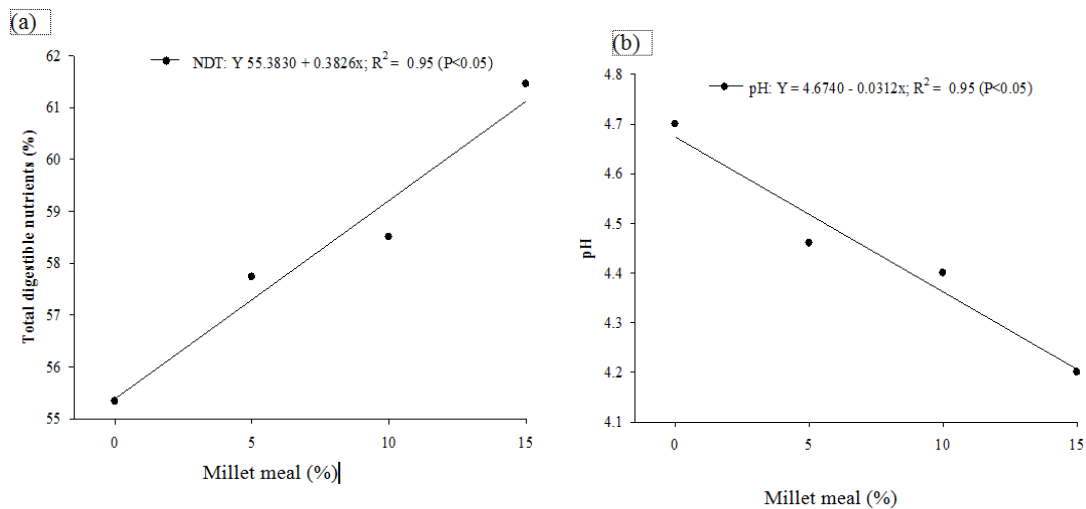 (a)
NDT: Y 55.3830 + 0.3826x; R² = 0.95 (P<0.05)
Total digestible nutrients (%)
62
61
60
59
58
57
56
55
0 5 10 15
Millet meal (%)
(b)
pH: Y = 4.6740 - 0.0312x; R² = 0.95 (P<0.05)
pH
4.8
4.7
4.6
4.5
4.4
4.3
4.2
4.1
0 5 10 15
Millet meal (%)